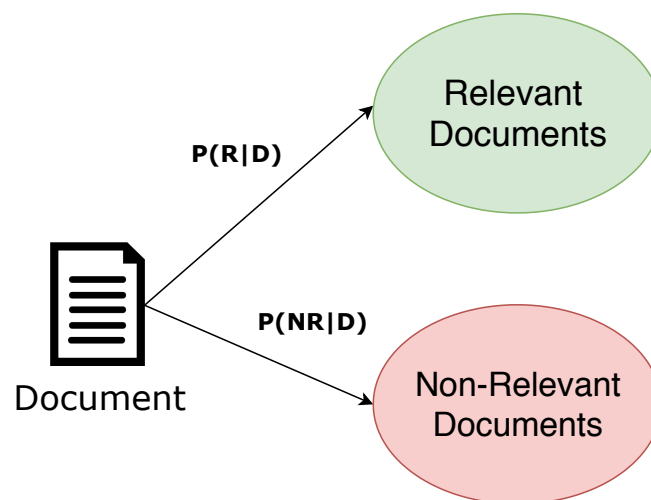 Relevant
Documents
P(R|D)
P(NR|D)
Document
Non-Relevant
Documents